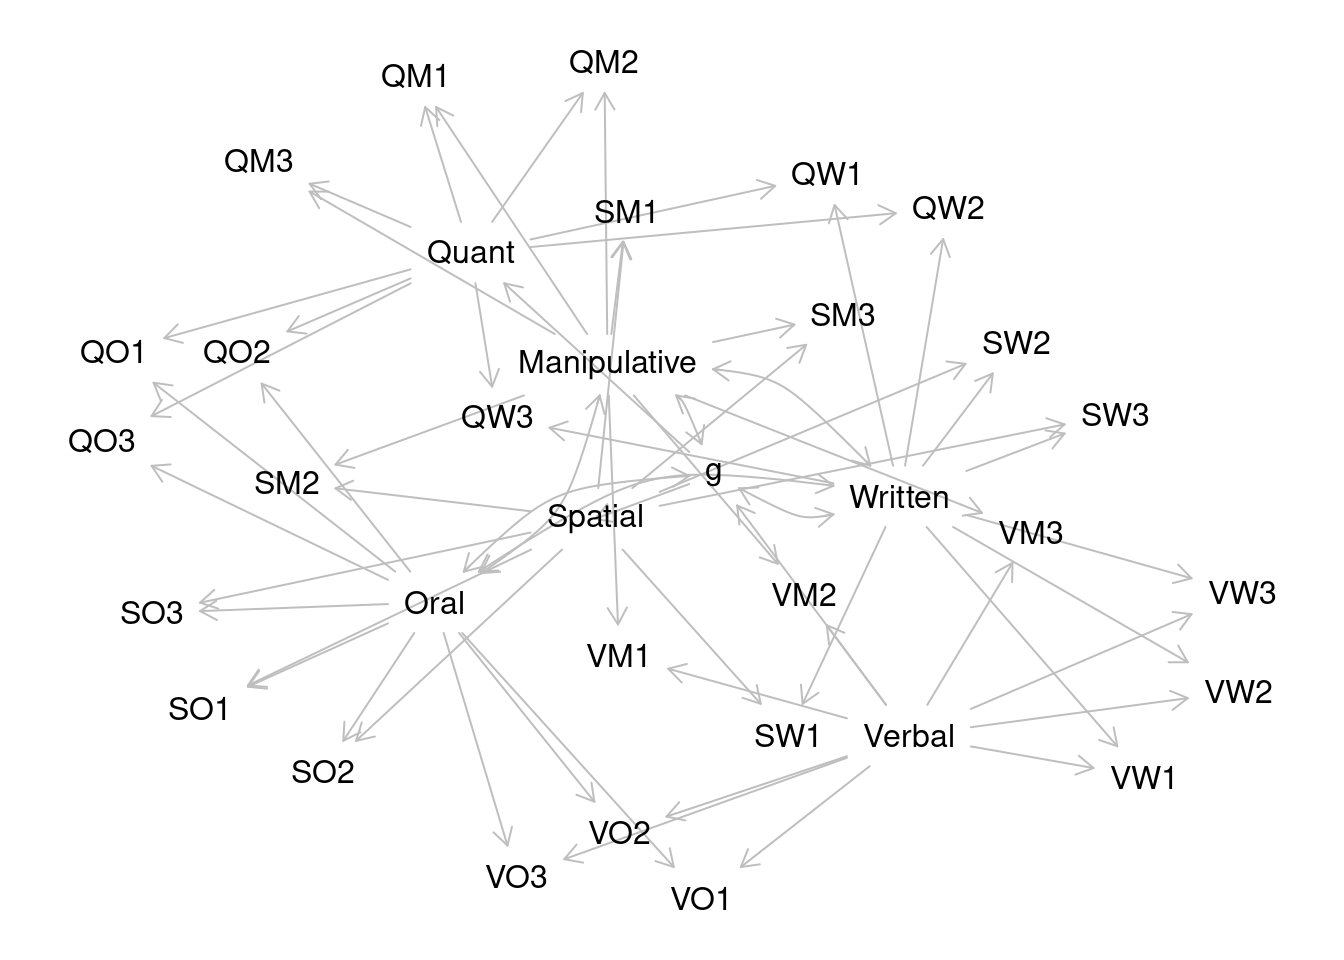 QM2
QM1
QM3
QW1
QW2
SM1
Quant
SM3
SW2
QO1
QO2
Manipulative
SW3
QW3
QO3
g
SM2
Written
Spatial
VM3
VW3
VM2
Oral
SO3
VM1
VW2
SO1
SW1
Verbal
SO2
VW1
VO2
VO3
VO1